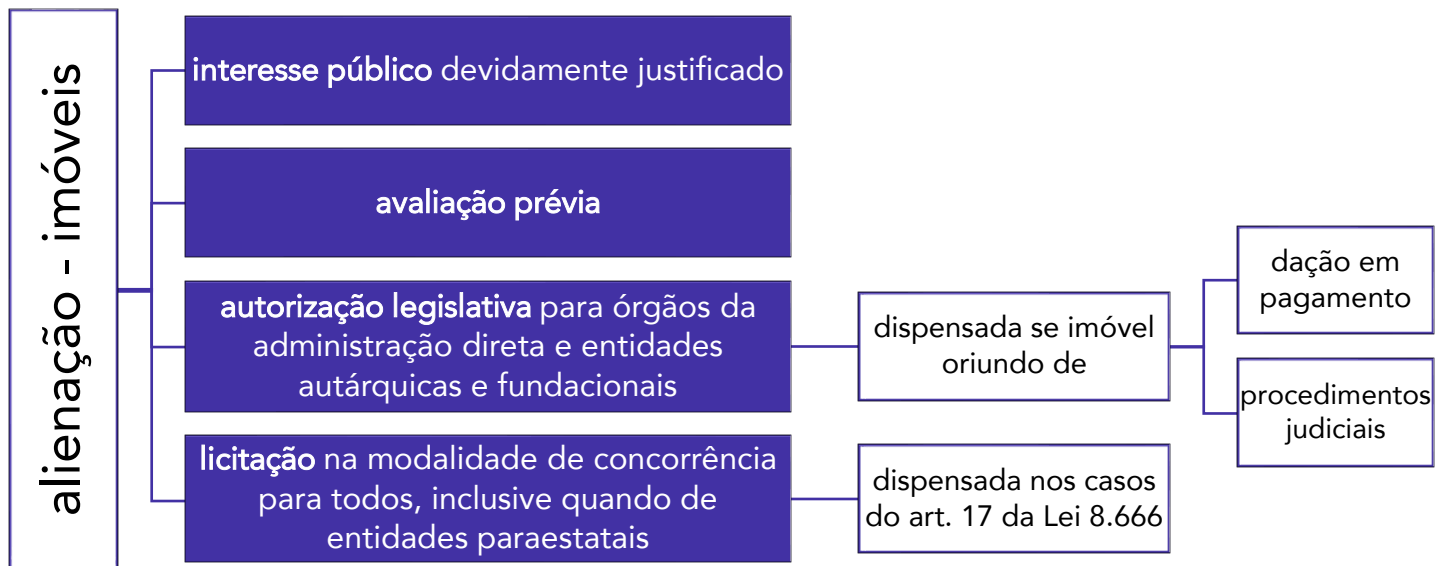 alienação - imóveis
interesse público devidamente justificado
avaliação prévia
autorização legislativa para órgãos da
administração direta e entidades
autárquicas e fundacionais
dispensada se imóvel
oriundo de
dação em
pagamento
procedimentos
judiciais
licitação na modalidade de concorrência
para todos, inclusive quando de
entidades paraestatais
dispensada nos casos
do art. 17 da Lei 8.666